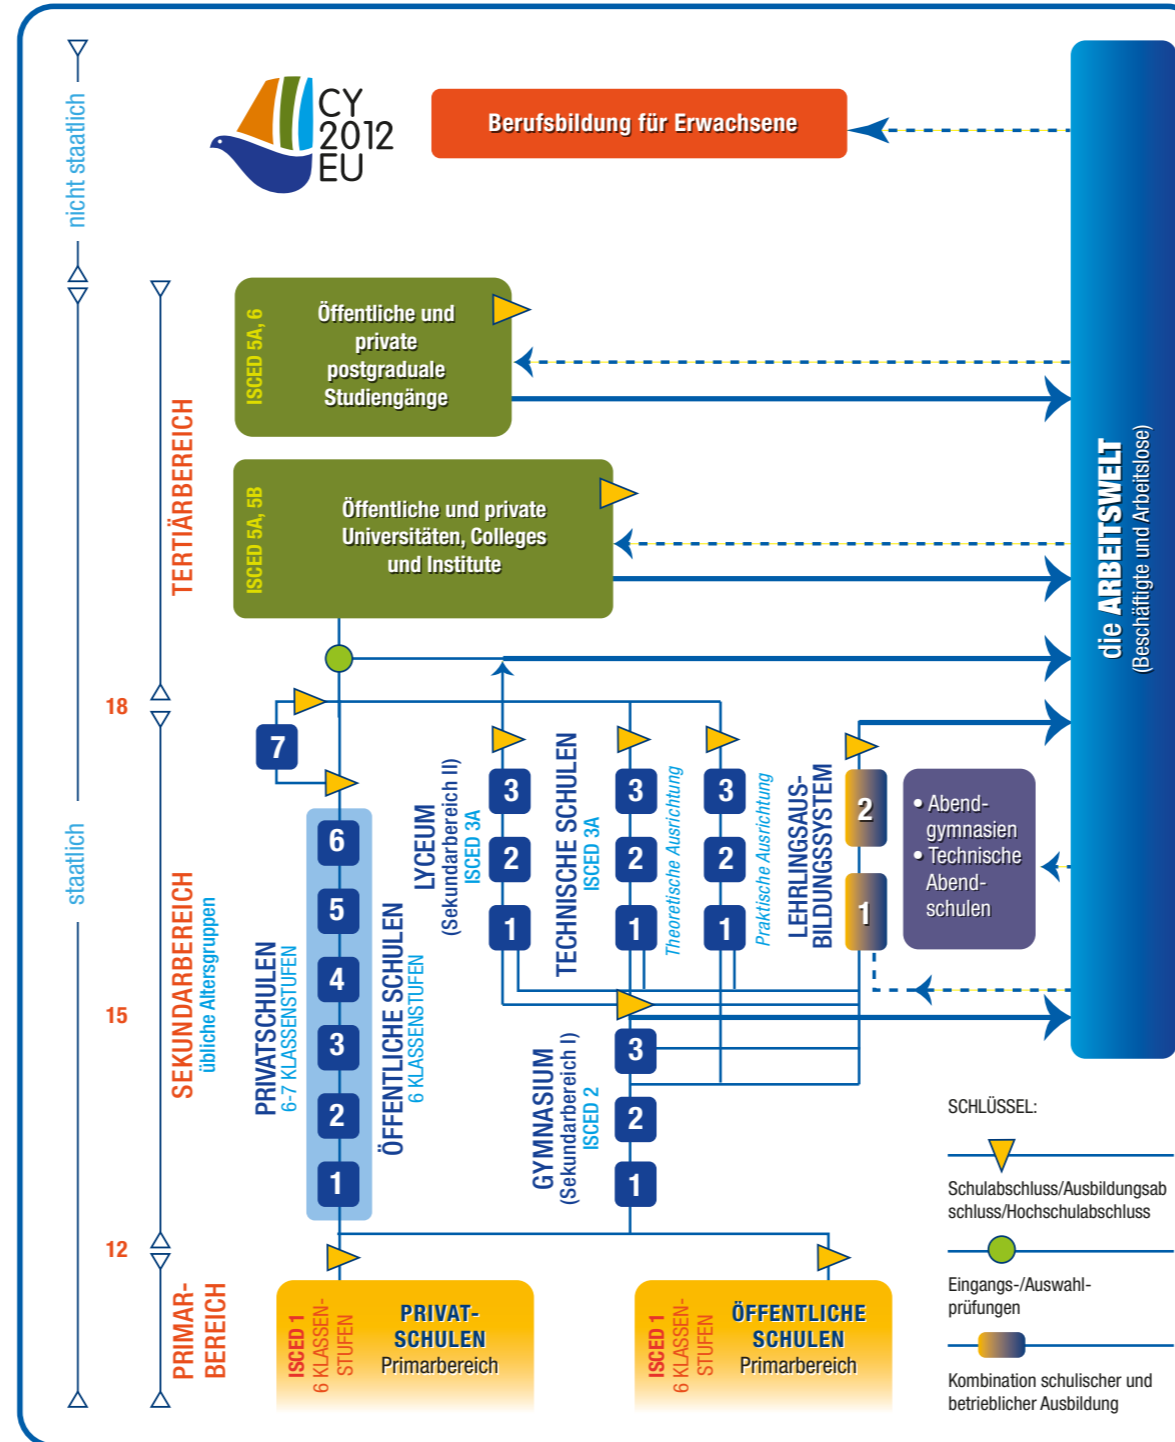 nicht staatlich
staatlich
CY
2012
EU
Berufsbildung für Erwachsene
TERTIÄRBEREICH
ISCED 5A, 6
Öffentliche und
private
postgraduale
Studiengänge
ISCED 5A, 5B
Öffentliche und private
Universitäten, Colleges
und Institute
die ARBEITSWELT
(Beschäftigte und Arbeitslose)
18
15
12
SEKUNDARBEREICH
übliche Altersgruppen
PRIVATSCHULEN
6-7 KLASSENSTUFEN
7
6
5
4
3
2
1
ÖFFENTLICHE SCHULEN
6 KLASSENSTUFEN
LYCEUM
(Sekundarbereich II)
ISCED 3A
3
2
1
TECHNISCHE SCHULEN
ISCED 3A
3
2
1
Theoretische Ausrichtung
3
2
1
Praktische Ausrichtung
LEHRLINGSAUS-
BILDUNGSSYSTEM
2
1
• Abend-
gymnasien
• Technische
Abend-
schulen
GYMNASIUM
(Sekundarbereich I)
ISCED 2
3
2
1
PRIMAR-
BEREICH
ISCED 1
6 KLASSEN-
STUFEN
PRIVAT-
SCHULEN
Primarbereich
ISCED 1
6 KLASSEN-
STUFEN
ÖFFENTLICHE
SCHULEN
Primarbereich
SCHLÜSSEL:
Schulabschluss/Ausbildungsab
schluss/Hochschulabschluss
Eingangs-/Auswahl-
prüfungen
Kombination schulischer und
betrieblicher Ausbildung